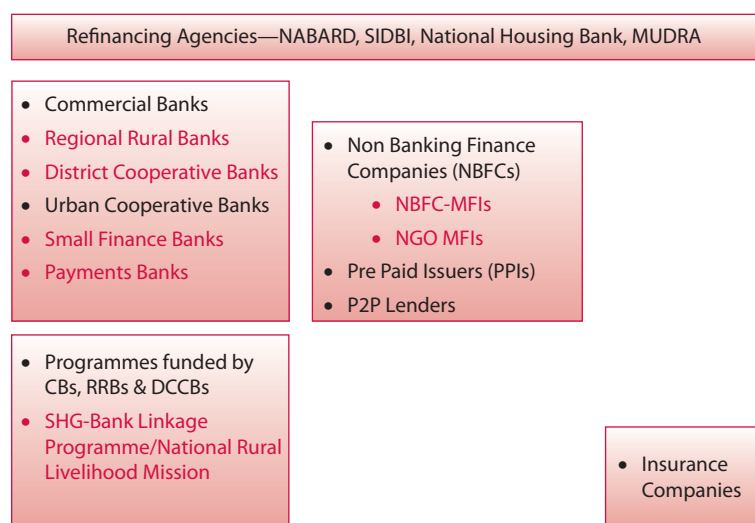 Refinancing Agencies—NABARD, SIDBI, National Housing Bank, MUDRA
• Commercial Banks
• Regional Rural Banks
• District Cooperative Banks
• Urban Cooperative Banks
• Small Finance Banks
• Payments Banks
• Non Banking Finance
Companies (NBFCs)
• NBFC-MFIs
• NGO MFIs
• Pre Paid Issuers (PPIs)
• P2P Lenders
• Programmes funded by
CBs, RRBs & DCCBs
• SHG-Bank Linkage
Programme/National Rural
Livelihood Mission
• Insurance
Companies